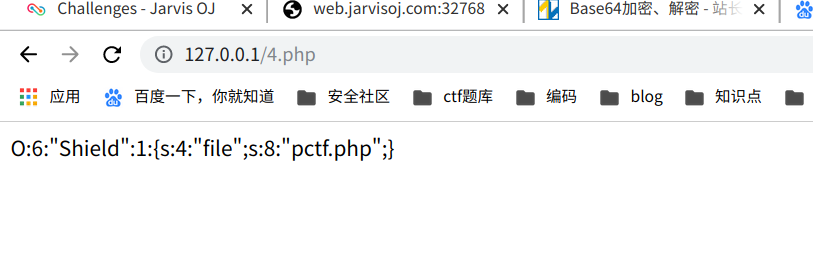 Challenges - Jarvis OJ web.jarvisoj.com:32768 Base64加密、解密 - 站长
127.0.0.1/4.php
应用 百度一下，你就知道 安全社区 ctf题库 编码 blog 知识点
O:6:"Shield":1:{s:4:"file";s:8:"pctf.php";}